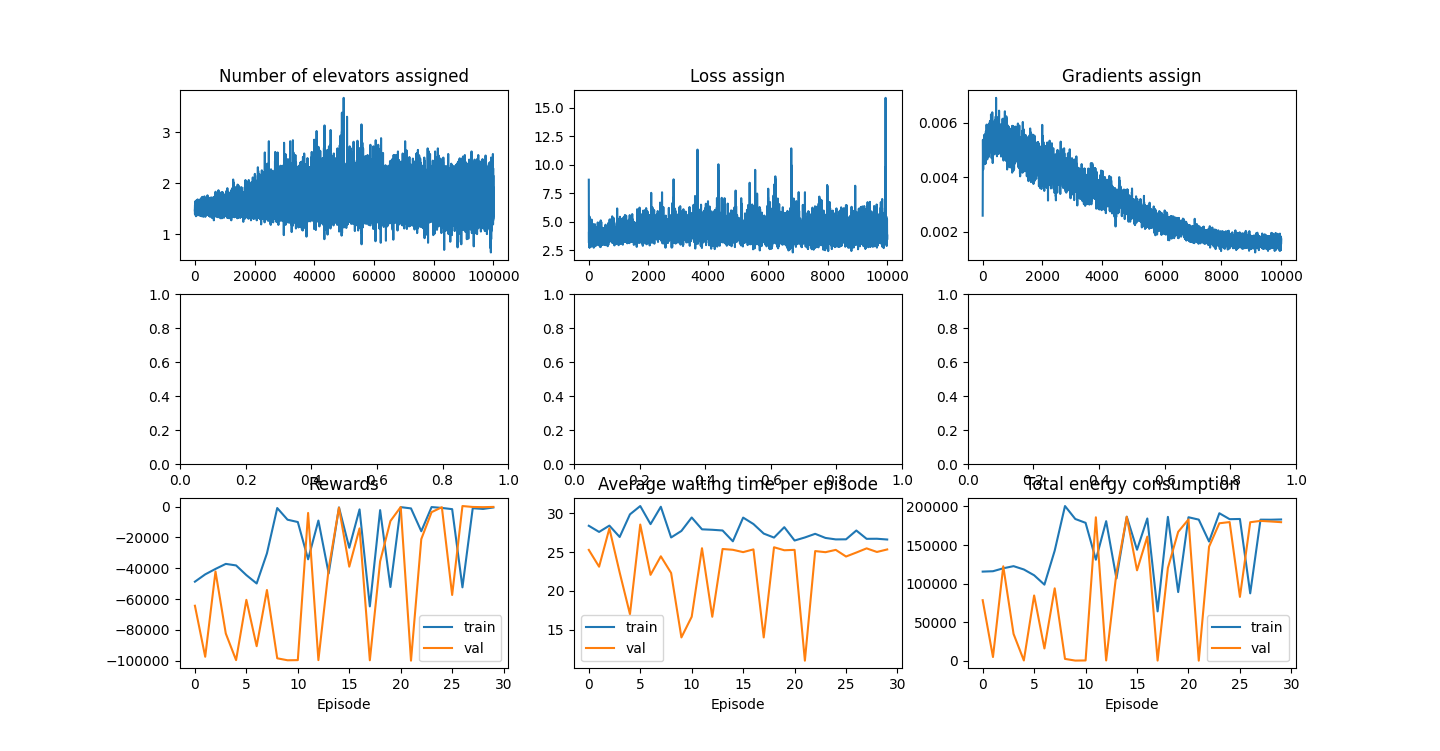 Number of elevators assigned
3
2
1
0 20000 40000 60000 80000 100000
Loss assign
15.0
12.5
10.0
7.5
5.0
2.5
0 2000 4000 6000 8000 10000
Gradients assign
0.006
0.004
0.002
0 2000 4000 6000 8000 10000
1.0
0.8
0.6
0.4
0.2
0.0
0.0 0.2 0.4 0.6 0.8 1.0
1.0
0.8
0.6
0.4
0.2
0.0
0.0 0.2 0.4 0.6 0.8 1.0
1.0
0.8
0.6
0.4
0.2
0.0
0.0 0.2 0.4 0.6 0.8 1.0
Rewards
0
−20000
−40000
−60000
−80000
−100000
train
val
0 5 10 15 20 25 30
Episode
Average waiting time per episode
30
25
20
15
train
val
0 5 10 15 20 25 30
Episode
Total energy consumption
200000
150000
100000
50000
0
train
val
0 5 10 15 20 25 30
Episode